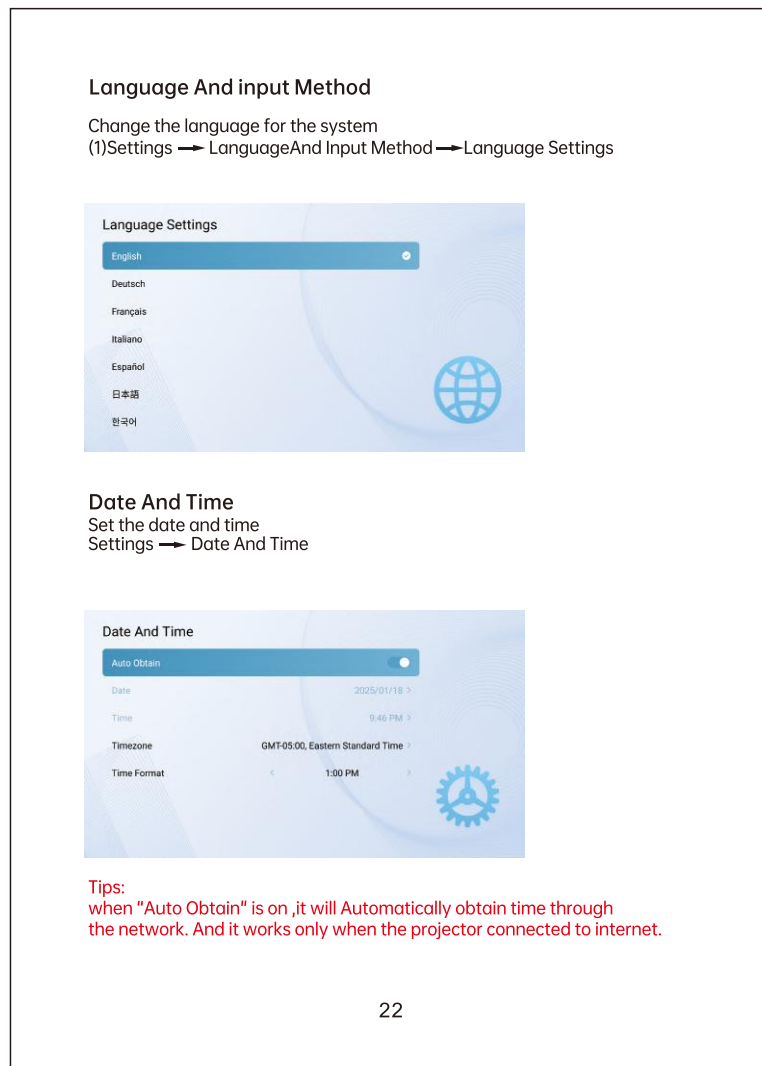 Language And input Method
Change the language for the system
(1)Settings → LanguageAnd Input Method → Language Settings
Language Settings
English
Deutsch
Français
Italiano
Español
日本語
한국어
Date And Time
Set the date and time
Settings → Date And Time
Date And Time
Auto Obtain
Date 2025/01/18 >
Time 9:46 PM >
Timezone GMT-05:00, Eastern Standard Time >
Time Format < 1:00 PM >
Tips:
when "Auto Obtain" is on ,it will Automatically obtain time through
the network. And it works only when the projector connected to internet.
22